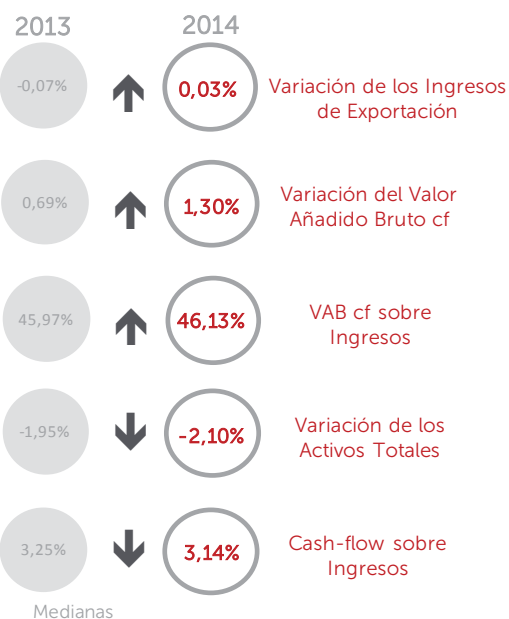 2013
2014
-0,07%
0,03%
Variación de los Ingresos
de Exportación
0,69%
1,30%
Variación del Valor
Añadido Bruto cf
45,97%
46,13%
VAB cf sobre
Ingresos
-1,95%
-2,10%
Variación de los
Activos Totales
3,25%
3,14%
Cash-flow sobre
Ingresos
Medianas